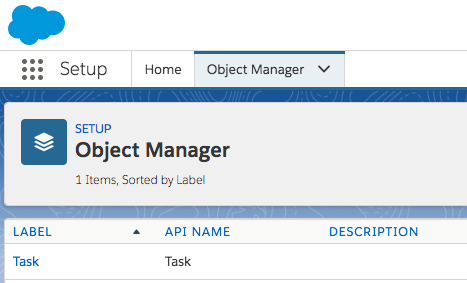 Setup Home Object Manager
SETUP
Object Manager
1 Items, Sorted by Label
LABEL API NAME DESCRIPTION
Task Task